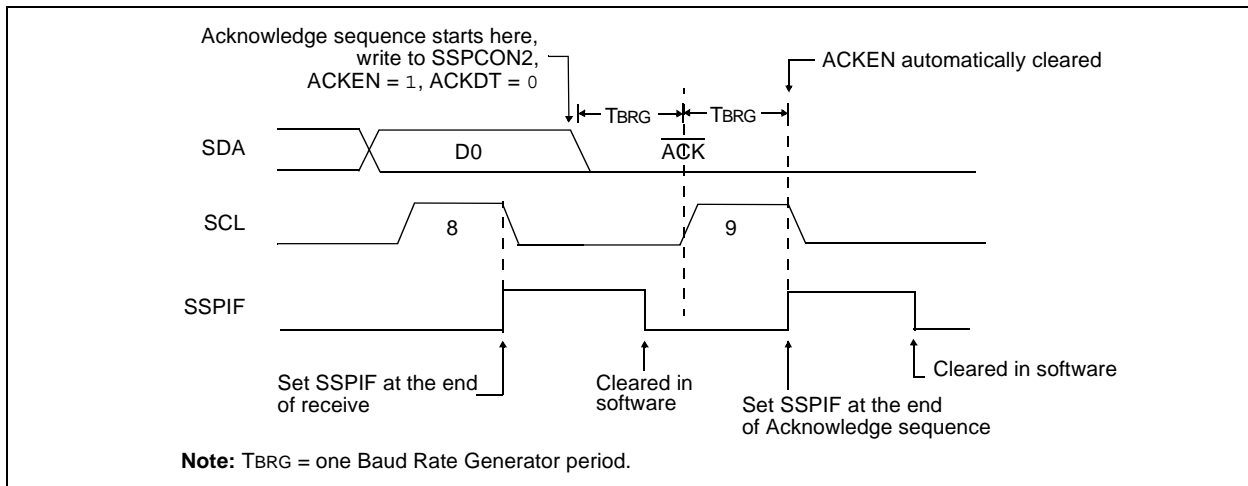 Acknowledge sequence starts here,
write to SSPCON2,
ACKEN = 1, ACKDT = 0
ACKEN automatically cleared
TBRG
TBRG
SDA
D0
ACK
SCL
8
9
SSPIF
Set SSPIF at the end
of receive
Cleared in
software
Set SSPIF at the end
of Acknowledge sequence
Cleared in software
Note: TBRG = one Baud Rate Generator period.